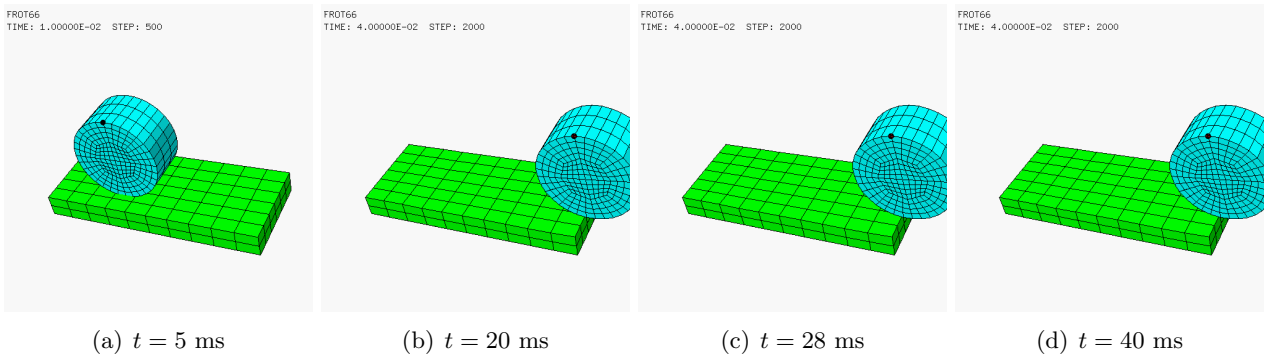 FROT66
TIME: 1.00000E-02 STEP: 500
FROT66
TIME: 4.00000E-02 STEP: 2000
FROT66
TIME: 4.00000E-02 STEP: 2000
FROT66
TIME: 4.00000E-02 STEP: 2000
(a) t = 5 ms
(b) t = 20 ms
(c) t = 28 ms
(d) t = 40 ms